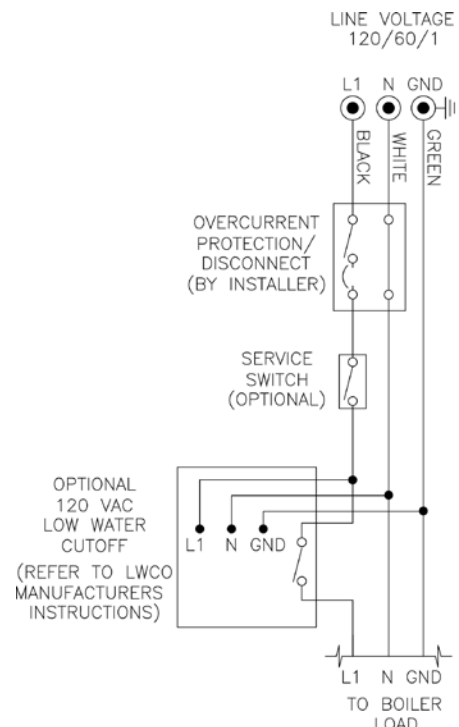 LINE VOLTAGE
120/60/1
L1 N GND
BLACK
WHITE
GREEN
OVERCURRENT
PROTECTION/
DISCONNECT
(BY INSTALLER)
SERVICE
SWITCH
(OPTIONAL)
OPTIONAL
120 VAC
LOW WATER
CUTOFF
(REFER TO LWCO
MANUFACTURERS
INSTRUCTIONS)
L1 N GND
L1 N GND
TO BOILER
LOAD